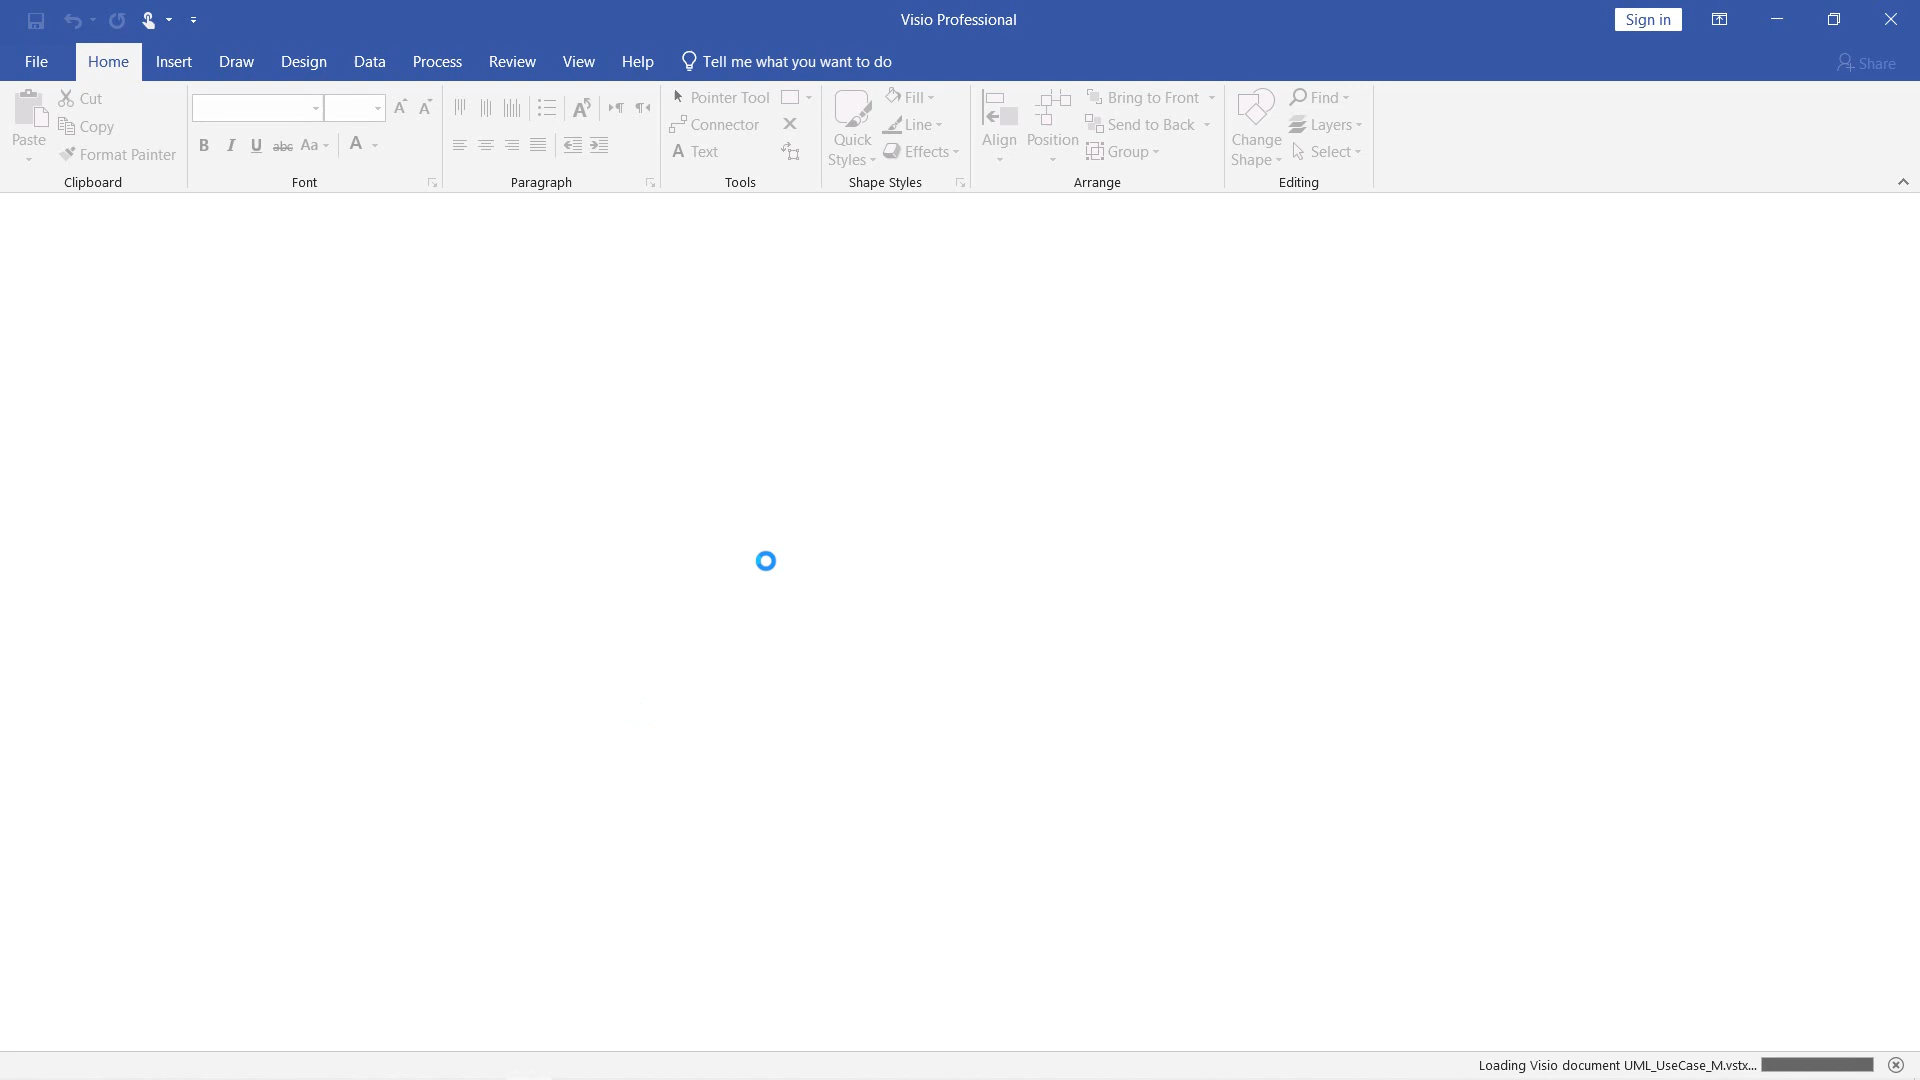 Visio Professional
Sign in
File Home Insert Draw Design Data Process Review View Help Tell me what you want to do
Share
Paste
Cut
Copy
Format Painter
Clipboard
B I U abc Aa A
Font
Paragraph
Pointer Tool
Connector
A Text
Tools
Quick
Styles
Fill
Line
Effects
Shape Styles
Align
Position
Bring to Front
Send to Back
Group
Arrange
Change
Shape
Find
Layers
Select
Editing
Loading Visio document UML_UseCase_M.vstx...